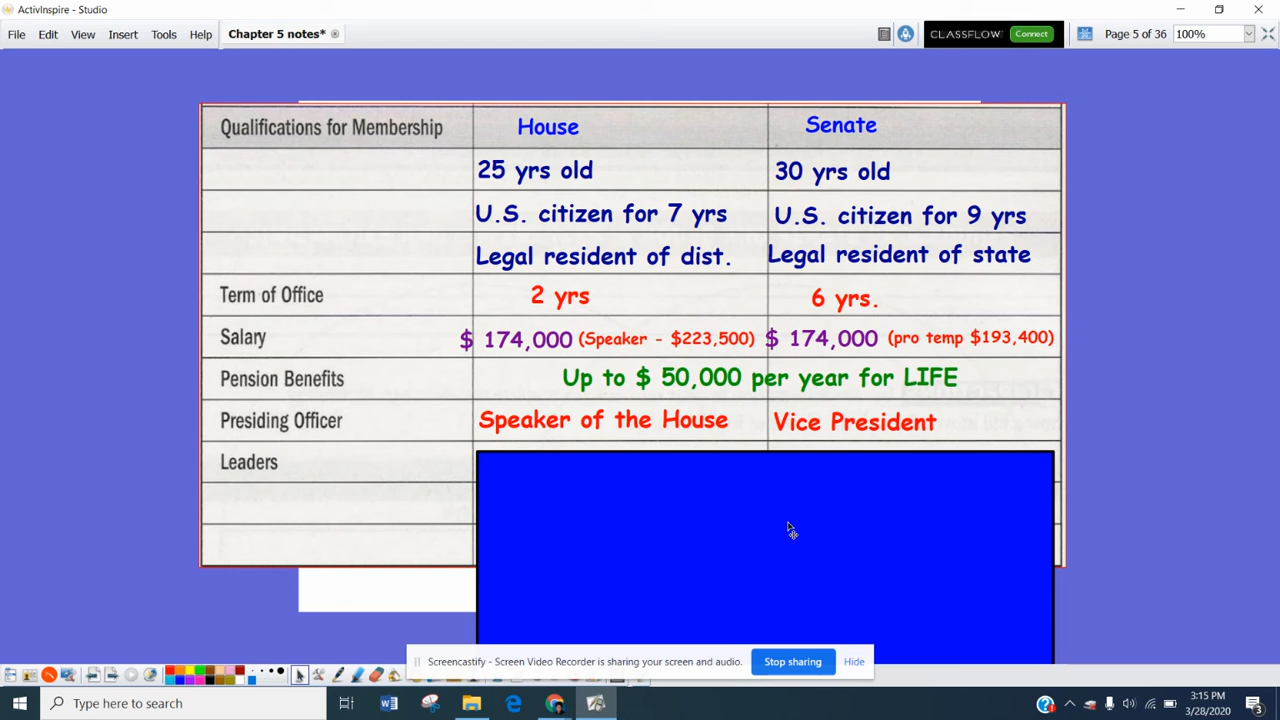 ActivInspire - Studio
File Edit View Insert Tools Help Chapter 5 notes* CLASSFLOW Connect Page 5 of 36 100%
Qualifications for Membership House Senate
25 yrs old 30 yrs old
U.S. citizen for 7 yrs U.S. citizen for 9 yrs
Legal resident of dist. Legal resident of state
Term of Office 2 yrs 6 yrs.
Salary $ 174,000 (Speaker - $223,500) $ 174,000 (pro temp $193,400)
Pension Benefits Up to $ 50,000 per year for LIFE
Presiding Officer Speaker of the House Vice President
Leaders
Screencastify - Screen Video Recorder is sharing your screen and audio. Stop sharing Hide
Type here to search
3:15 PM
3/28/2020
3